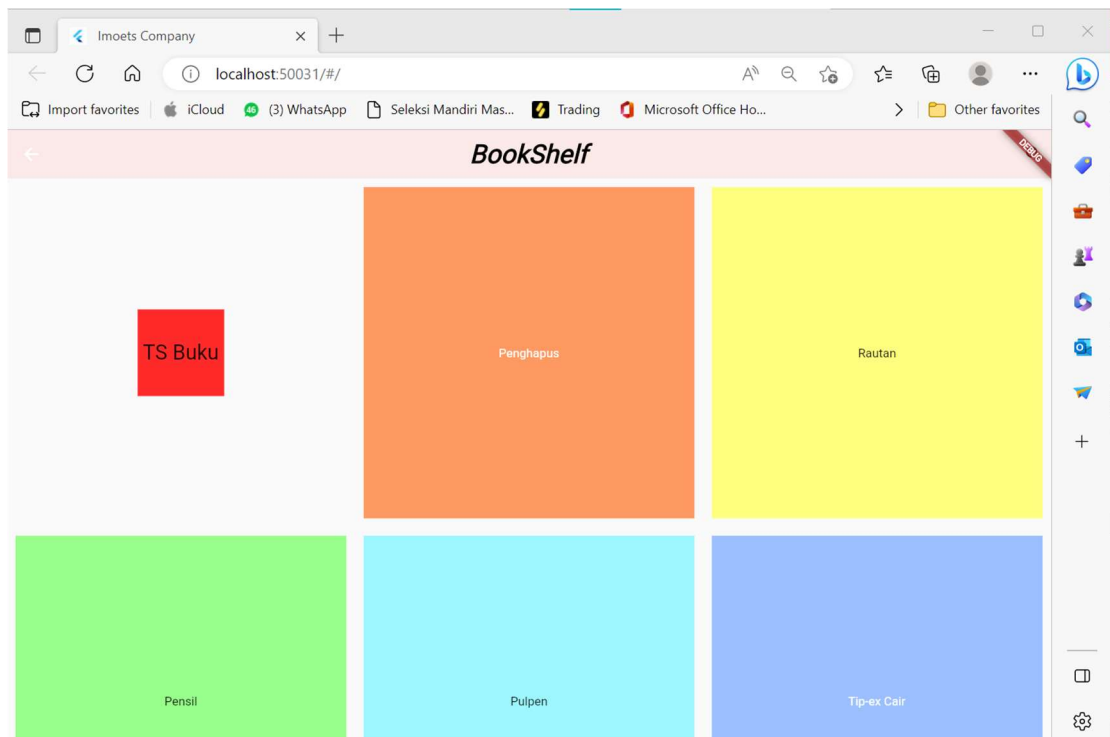 Imoets Company
localhost:50031/#/
Import favorites
iCloud
46
(3) WhatsApp
Seleksi Mandiri Mas...
Trading
Microsoft Office Ho...
Other favorites
BookShelf
DEBUG
TS Buku
Penghapus
Rautan
Pensil
Pulpen
Tip-ex Cair